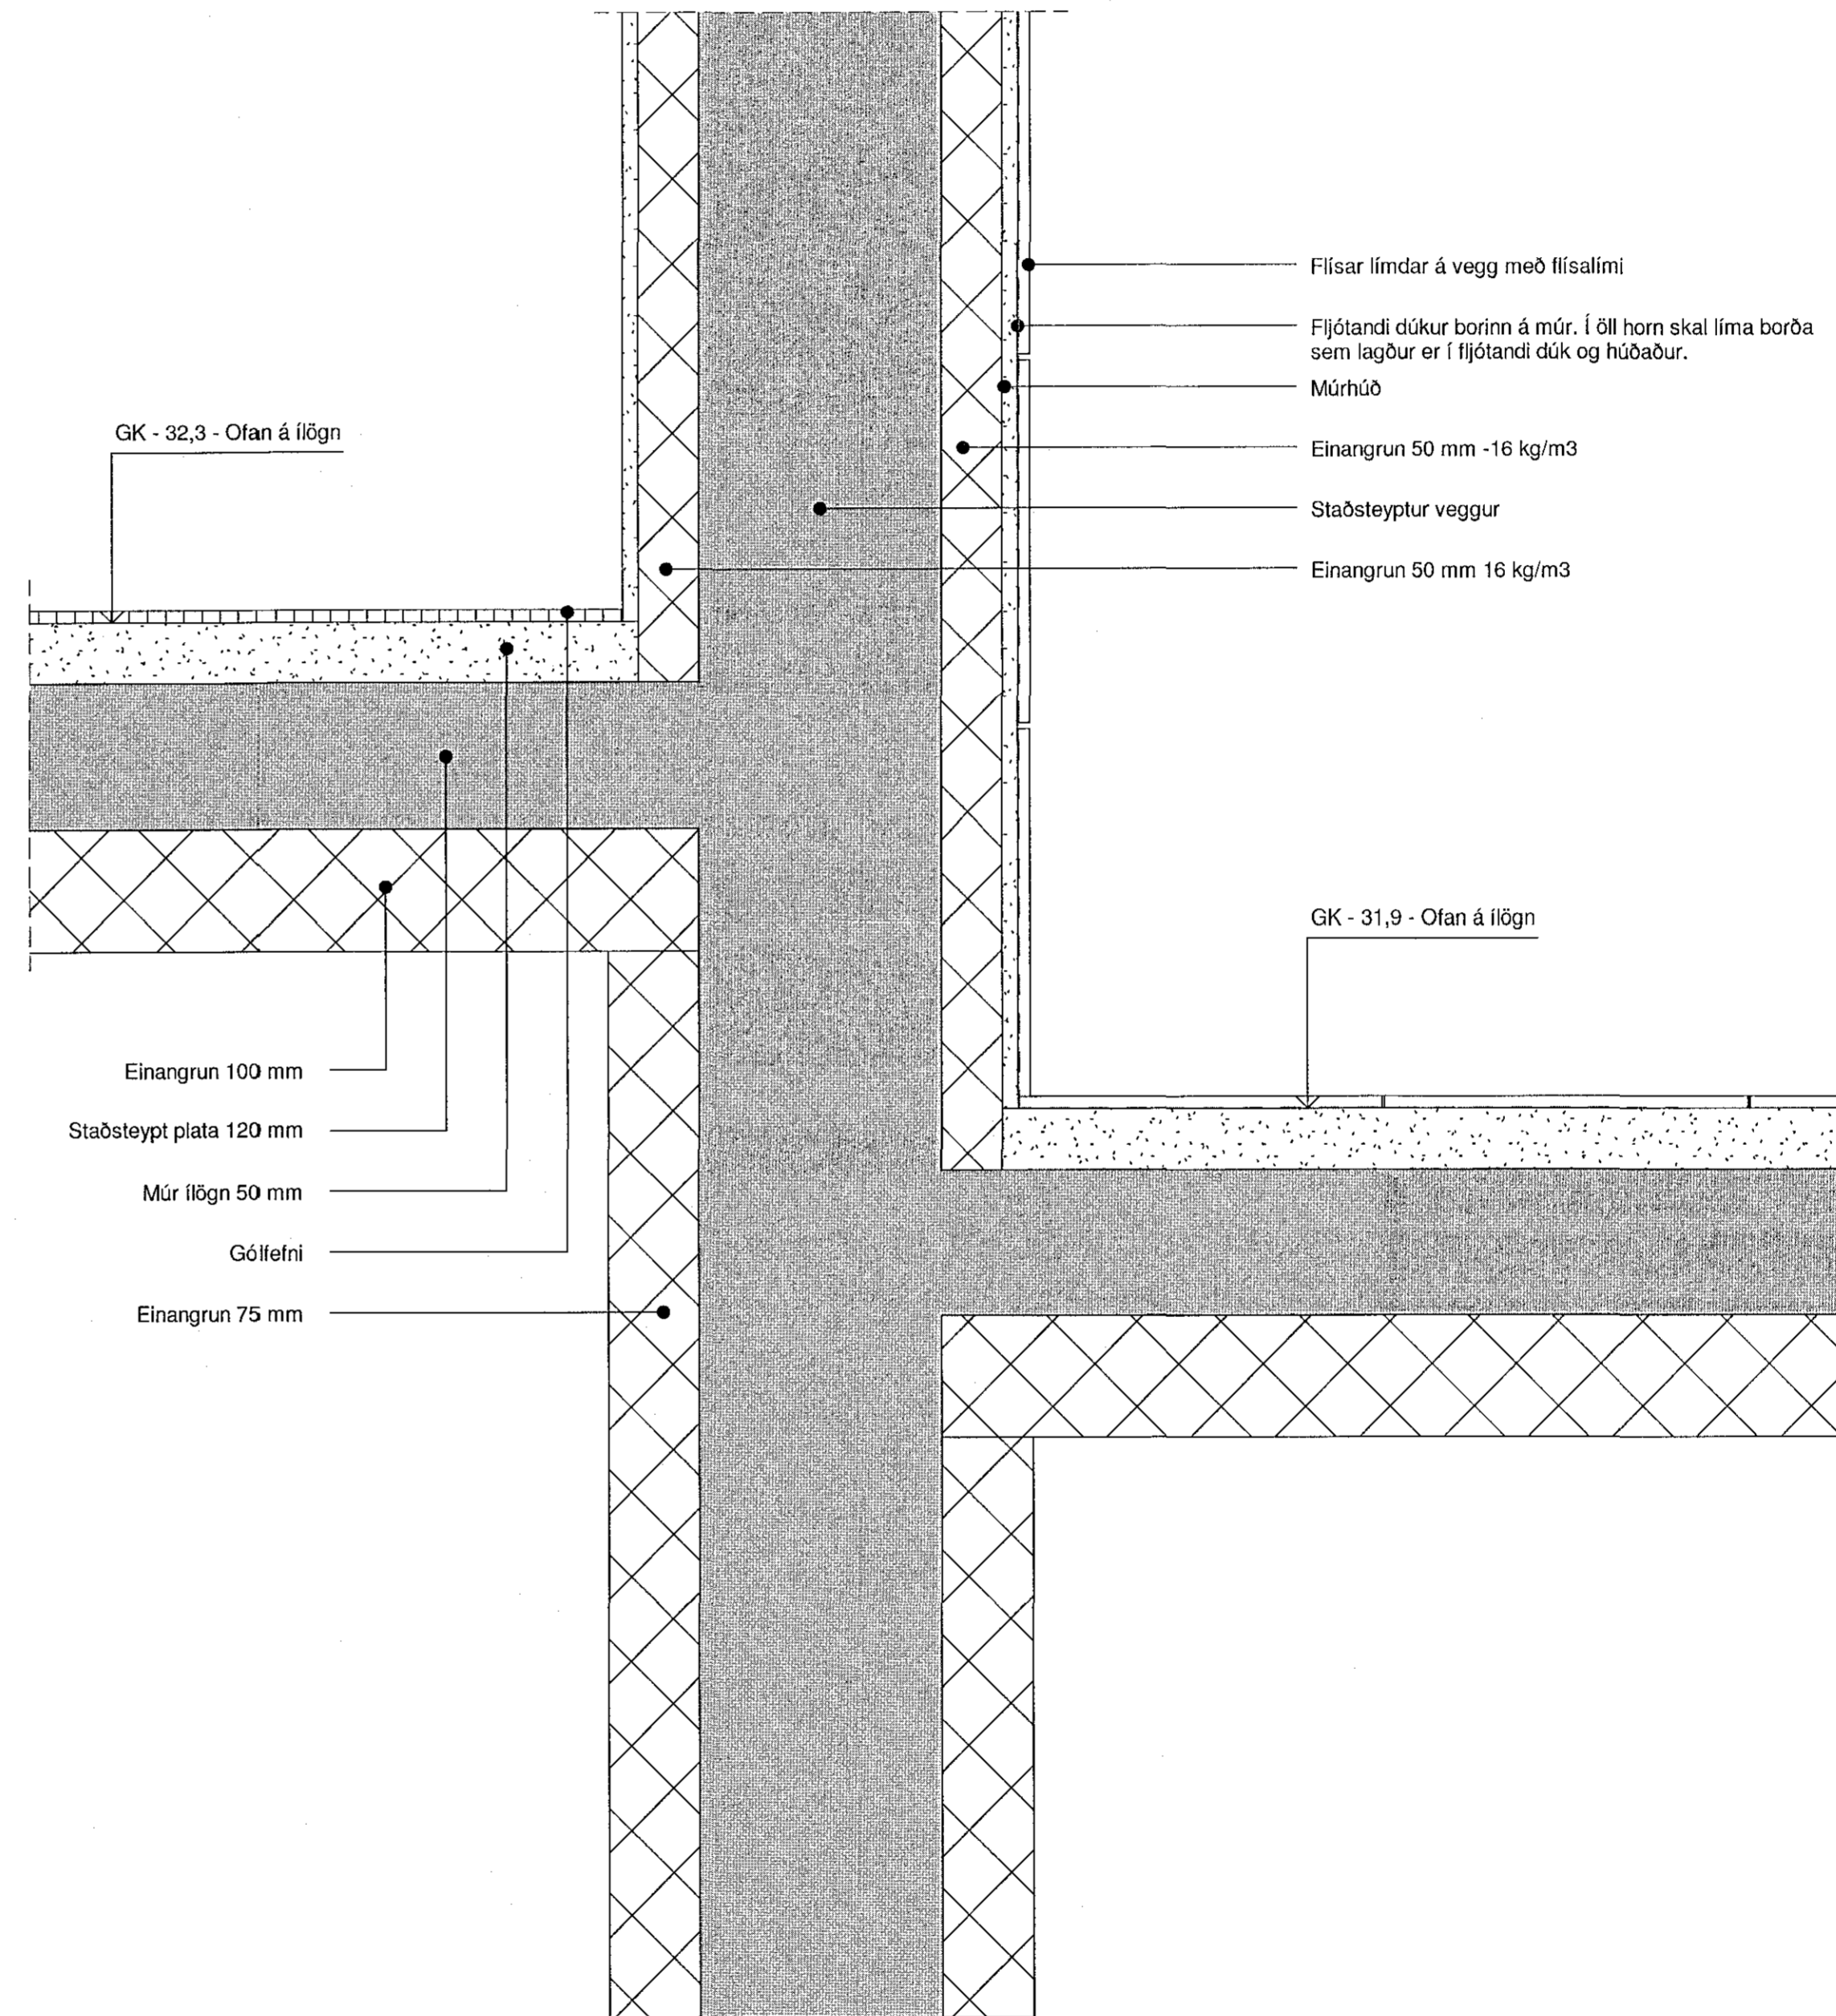 Flísar límdar á vegg með flísalími
Fljótandi dúkur borinn á múr. Í öll horn skal líma borða
sem lagður er í fljótandi dúk og húðaður.
Múrhúð
GK - 32,3 - Ofan á ílögn
Einangrun 50 mm -16 kg/m3
Staðsteyptur veggur
Einangrun 50 mm 16 kg/m3
GK - 31,9 - Ofan á ílögn
Einangrun 100 mm
Staðsteypt plata 120 mm
Múr ílögn 50 mm
Gólfefni
Einangrun 75 mm